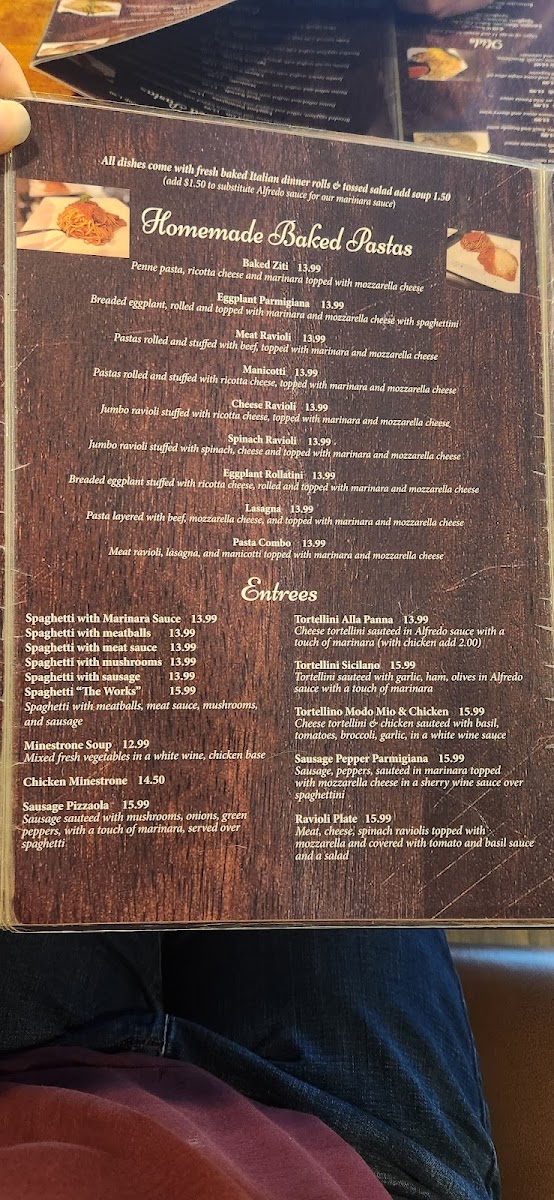 All dishes come with fresh baked Italian dinner rolls & tossed salad add soup 1.50
(add $1.50 to substitute Alfredo sauce for our marinara sauce)
Homemade Baked Pastas
Baked Ziti 13.99
Penne pasta, ricotta cheese and marinara topped with mozzarella cheese
Eggplant Parmigiana 13.99
Breaded eggplant, rolled and topped with marinara and mozzarella cheese with spaghettini
Meat Ravioli 13.99
Pastas rolled and stuffed with beef, topped with marinara and mozzarella cheese
Manicotti 13.99
Pastas rolled and stuffed with ricotta cheese, topped with marinara and mozzarella cheese
Cheese Ravioli 13.99
Jumbo ravioli stuffed with ricotta cheese, topped with marinara and mozzarella cheese
Spinach Ravioli 13.99
Jumbo ravioli stuffed with spinach, cheese and topped with marinara and mozzarella cheese
Eggplant Rollatini 13.99
Breaded eggplant stuffed with ricotta cheese, rolled and topped with marinara and mozzarella cheese
Lasagna 13.99
Pasta layered with beef, mozzarella cheese, and topped with marinara and mozzarella cheese
Pasta Combo 13.99
Meat ravioli, lasagna, and manicotti topped with marinara and mozzarella cheese
Entrees
Spaghetti with Marinara Sauce 13.99
Spaghetti with meatballs 13.99
Spaghetti with meat sauce 13.99
Spaghetti with mushrooms 13.99
Spaghetti with sausage 13.99
Spaghetti "The Works" 15.99
Spaghetti with meatballs, meat sauce, mushrooms,
and sausage
Minestrone Soup 12.99
Mixed fresh vegetables in a white wine, chicken base
Chicken Minestrone 14.50
Sausage Pizzaola 15.99
Sausage sauteed with mushrooms, onions, green
peppers, with a touch of marinara, served over
spaghetti
Tortellini Alla Panna 13.99
Cheese tortellini sauteed in Alfredo sauce with a
touch of marinara (with chicken add 2.00)
Tortellini Sicilano 15.99
Tortellini sauteed with garlic, ham, olives in Alfredo
sauce with a touch of marinara
Tortellino Modo Mio & Chicken 15.99
Cheese tortellini & chicken sauteed with basil,
tomatoes, broccoli, garlic, in a white wine sauce
Sausage Pepper Parmigiana 15.99
Sausage, peppers, sauteed in marinara topped
with mozzarella cheese in a sherry wine sauce over
spaghettini
Ravioli Plate 15.99
Meat, cheese, spinach raviolis topped with
mozzarella and covered with tomato and basil sauce
and a salad